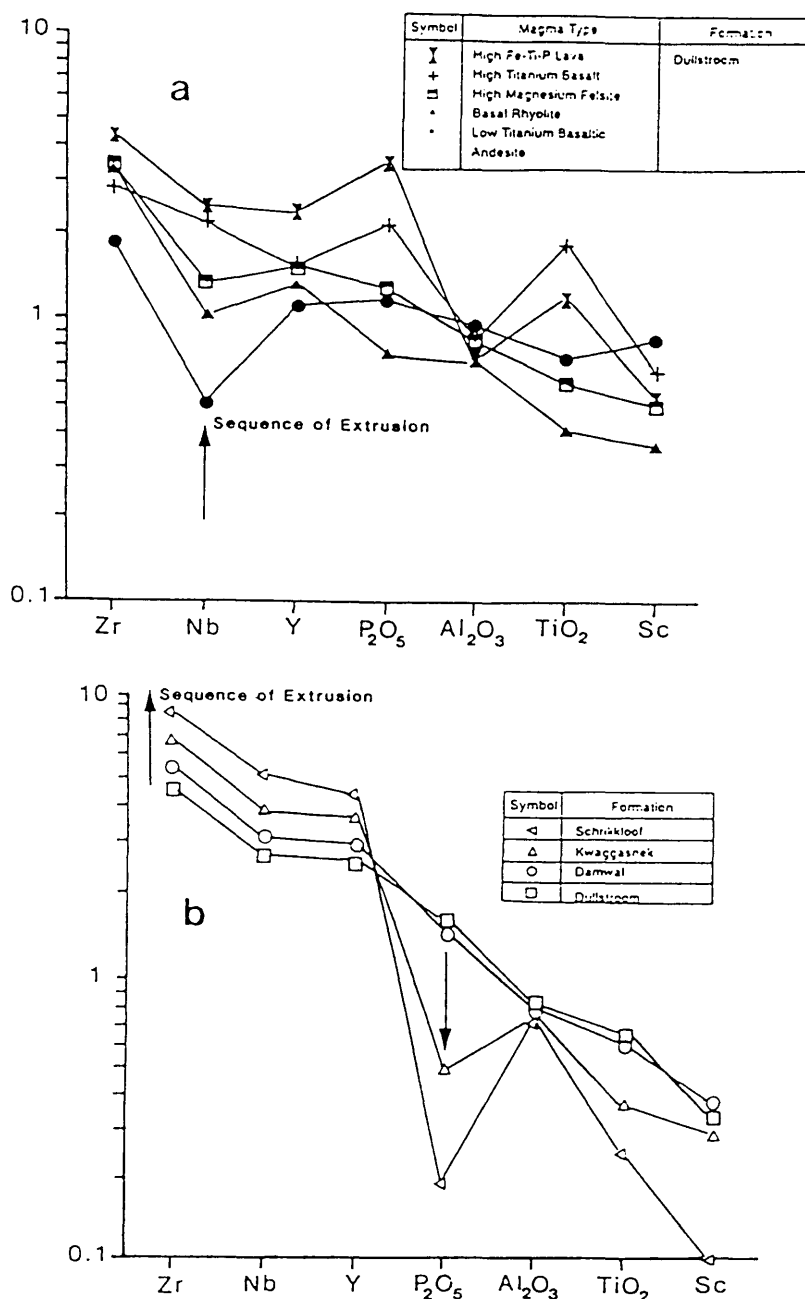 10
Symbol Magma Type Formation
High Fe-Ti-P Lava Dullstroom
High Titanium Basalt
High Magnesium Felsite
Basal Rhyolite
Low Titanium Basaltic
Andesite
a
1
Sequence of Extrusion
0.1
Zr Nb Y P₂O₅ Al₂O₃ TiO₂ Sc
10
Sequence of Extrusion
Symbol Formation
Schrikkloof
Kwaggasnek
Damwal
Dullstroom
b
1
0.1
Zr Nb Y P₂O₅ Al₂O₃ TiO₂ Sc